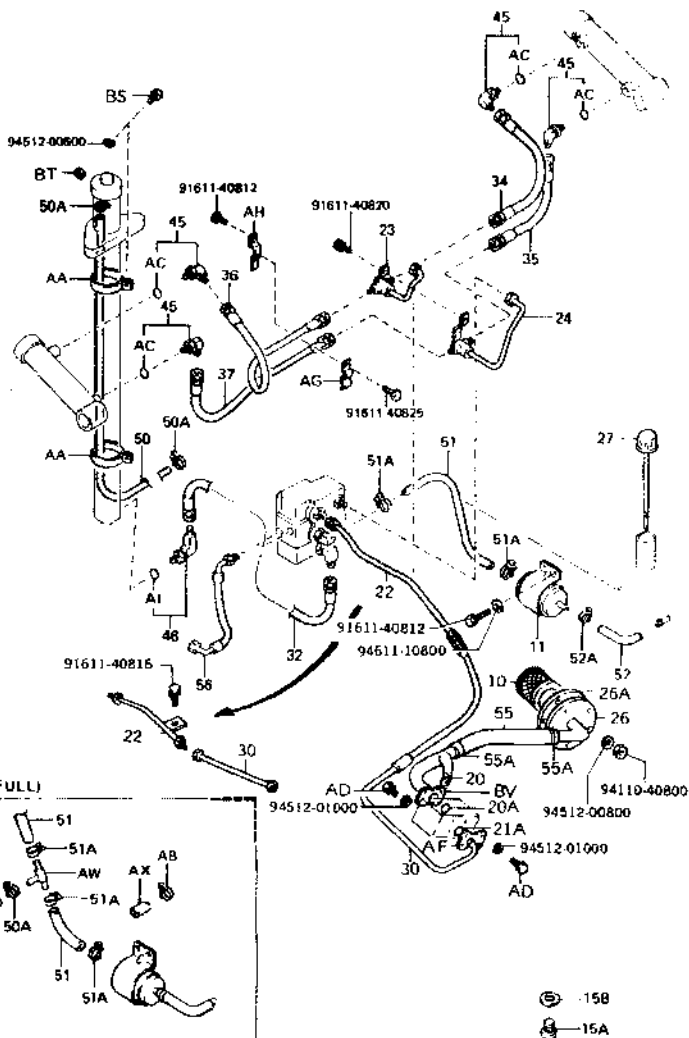 45
AC
45
AC
BS
94512-00600
BT
50A
91611-40812
AH
91611-40820
23
34
35
45
AA
AC
36
45
AC
24
37
AG
91611-40825
AA
50
50A
51A
51
27
51A
22
AI
46
32
91611-40812
94611-10800
11
52A
52
56
91611-40816
10
26A
26
22
55
55A
55A
30
20
AD
BV
94512-01000
20A
94110-40800
94512-00800
21A
AF
94512-01000
30
AD
FULL)
51
51A
AW
AX
AB
51A
50A
51
51A
15B
15A